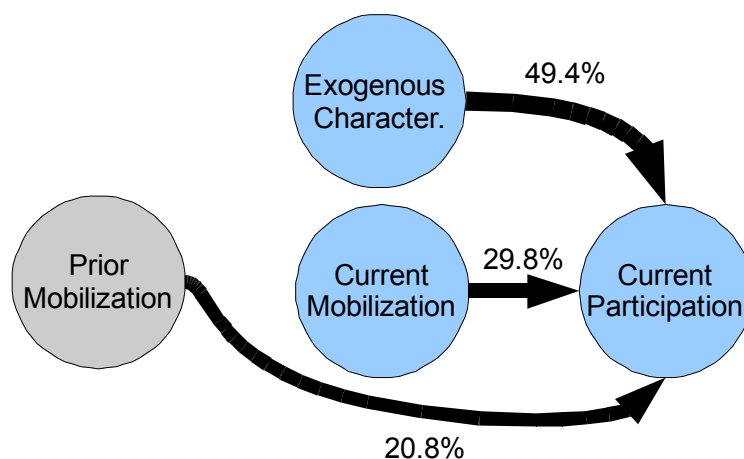 Exogenous
Character.
49.4%
Prior
Mobilization
Current
Mobilization
29.8%
Current
Participation
20.8%